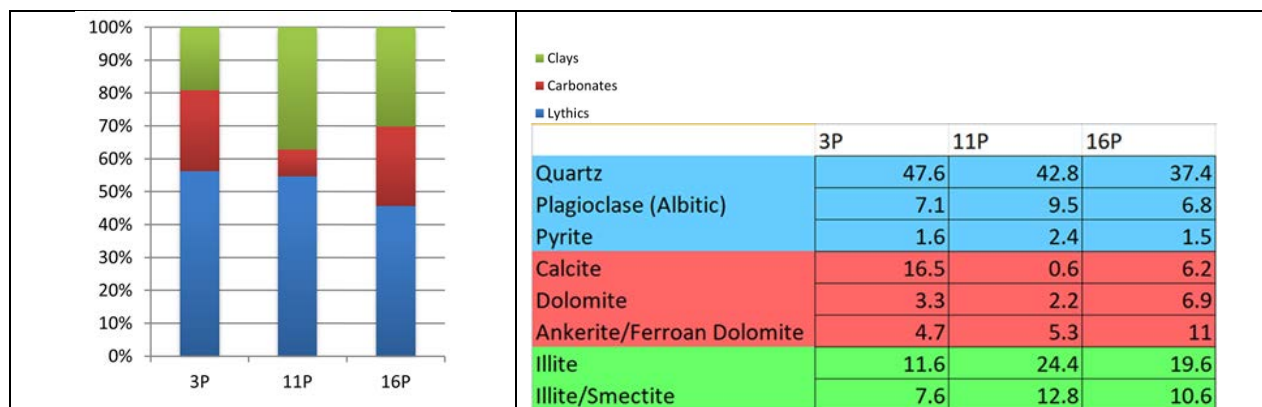 100%
90%
80%
70%
60%
50%
40%
30%
20%
10%
0%
3P 11P 16P
Clays
Carbonates
Lythics
3P 11P 16P
Quartz 47.6 42.8 37.4
Plagioclase (Albitic) 7.1 9.5 6.8
Pyrite 1.6 2.4 1.5
Calcite 16.5 0.6 6.2
Dolomite 3.3 2.2 6.9
Ankerite/Ferroan Dolomite 4.7 5.3 11
Illite 11.6 24.4 19.6
Illite/Smectite 7.6 12.8 10.6